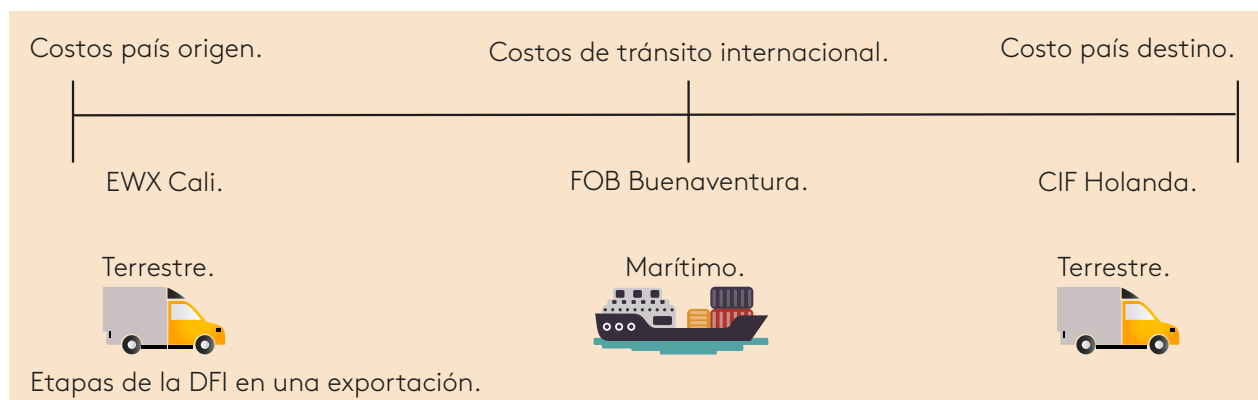 Costos país origen.
Costos de tránsito internacional.
Costo país destino.
EWX Cali.
FOB Buenaventura.
CIF Holanda.
Terrestre.
Marítimo.
Terrestre.
Etapas de la DFI en una exportación.